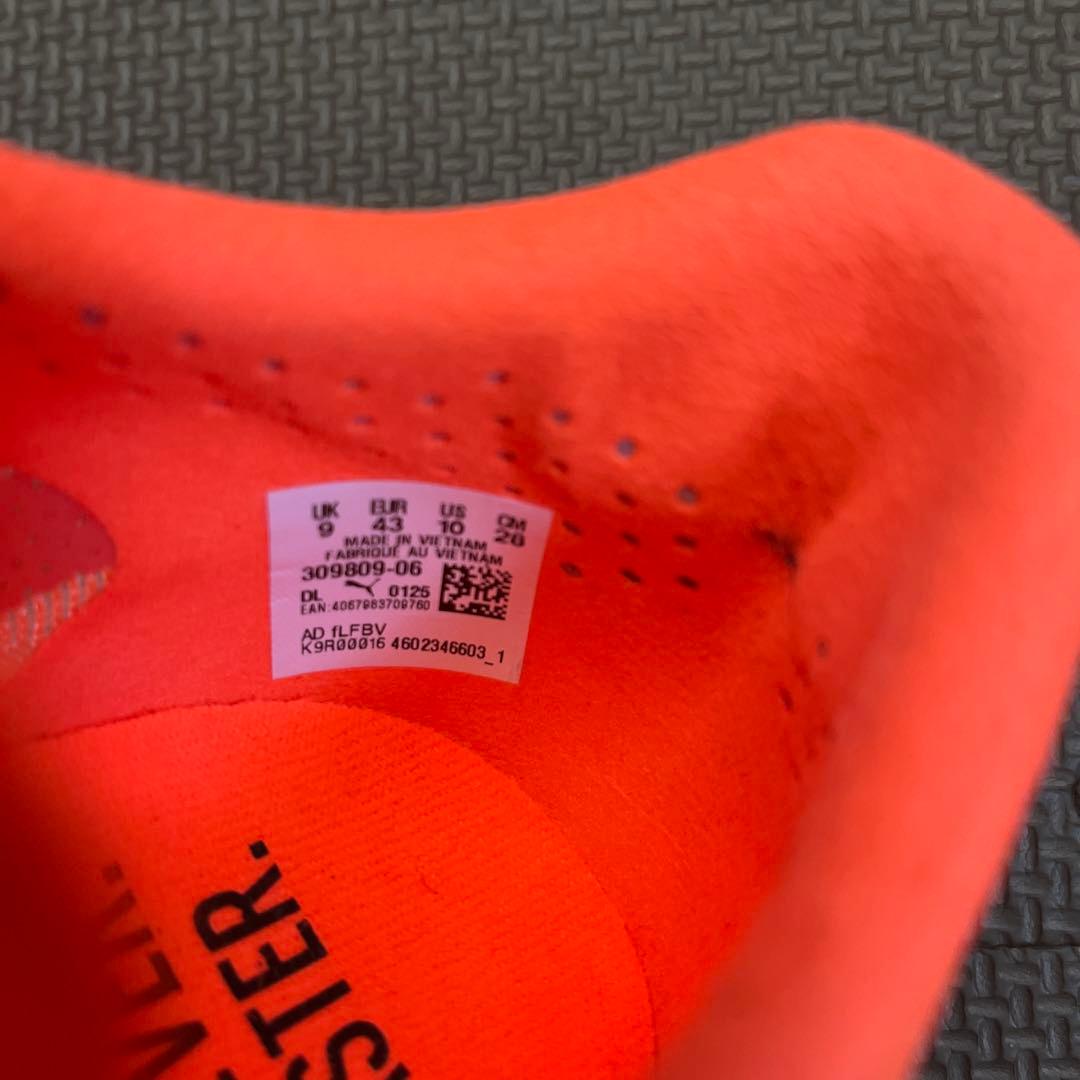 UK EUR US CM
9 43 10 28
MADE IN VIETNAM
FABRIQUÉ AU VIETNAM
309809-06
DL 0125
EAN:4067983709760
AD fLFBV
K9R00016 4602346603_1
STER.